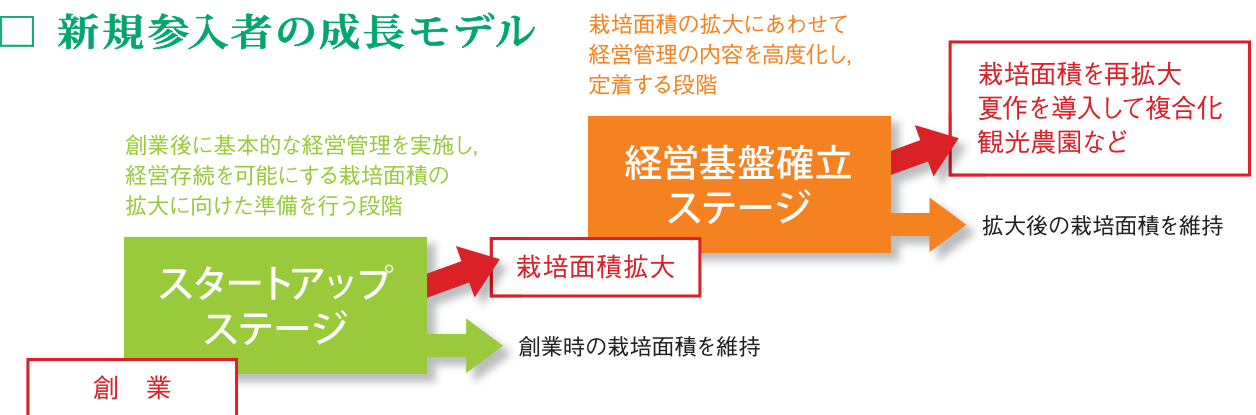 □ 新規参入者の成長モデル
栽培面積の拡大にあわせて
経営管理の内容を高度化し,
定着する段階
栽培面積を再拡大
夏作を導入して複合化
観光農園など
経営基盤確立
ステージ
拡大後の栽培面積を維持
創業後に基本的な経営管理を実施し,
経営存続を可能にする栽培面積の
拡大に向けた準備を行う段階
栽培面積拡大
スタートアップ
ステージ
創業時の栽培面積を維持
創　業